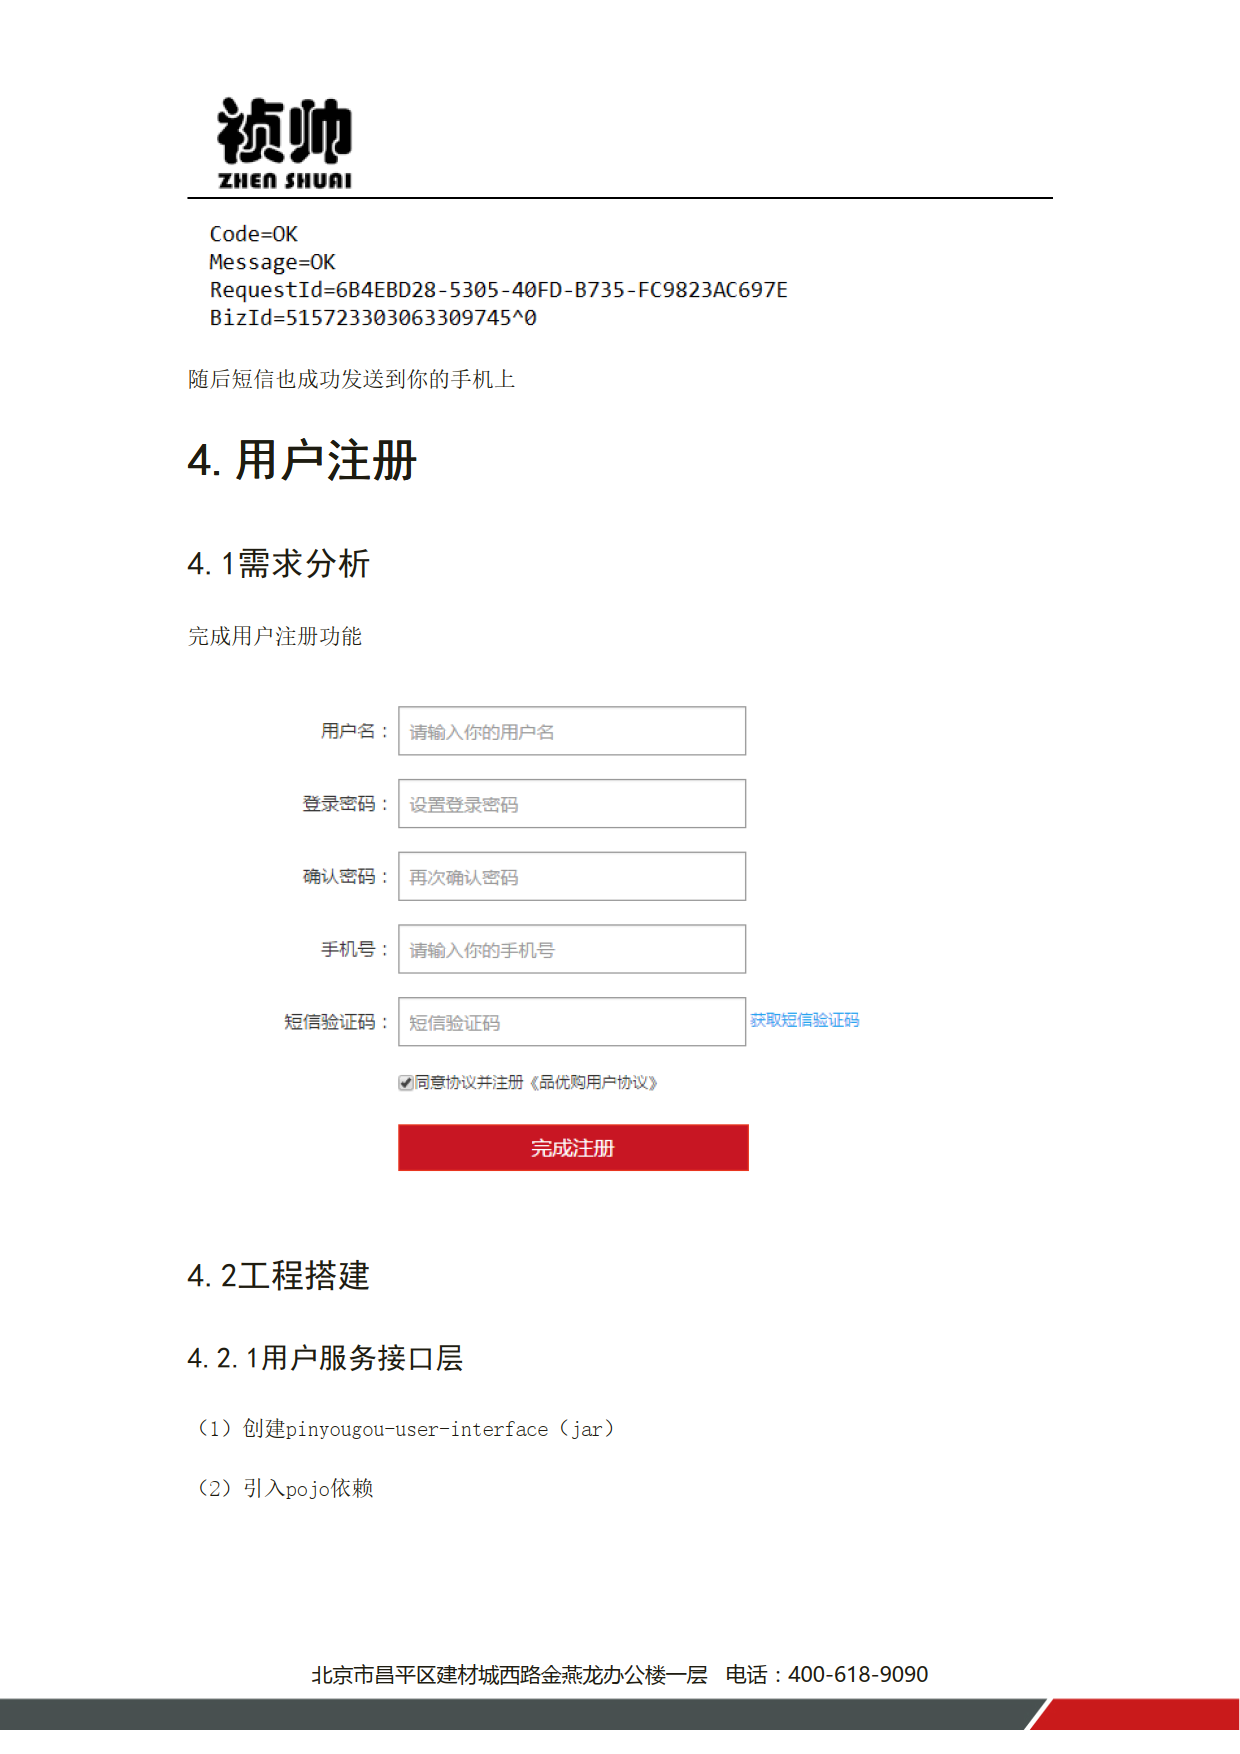 祯帅
ZHEN SHUAI
Code=OK
Message=OK
RequestId=6B4EBD28-5305-40FD-B735-FC9823AC697E
BizId=515723303063309745^0
随后短信也成功发送到你的手机上
4.用户注册
4.1需求分析
完成用户注册功能
用户名： 请输入你的用户名
登录密码： 设置登录密码
确认密码： 再次确认密码
手机号： 请输入你的手机号
短信验证码： 短信验证码 获取短信验证码
同意协议并注册《品优购用户协议》
完成注册
4.2工程搭建
4.2.1用户服务接口层
（1）创建pinyougou-user-interface（jar）
（2）引入pojo依赖
北京市昌平区建材城西路金燕龙办公楼一层 电话：400-618-9090